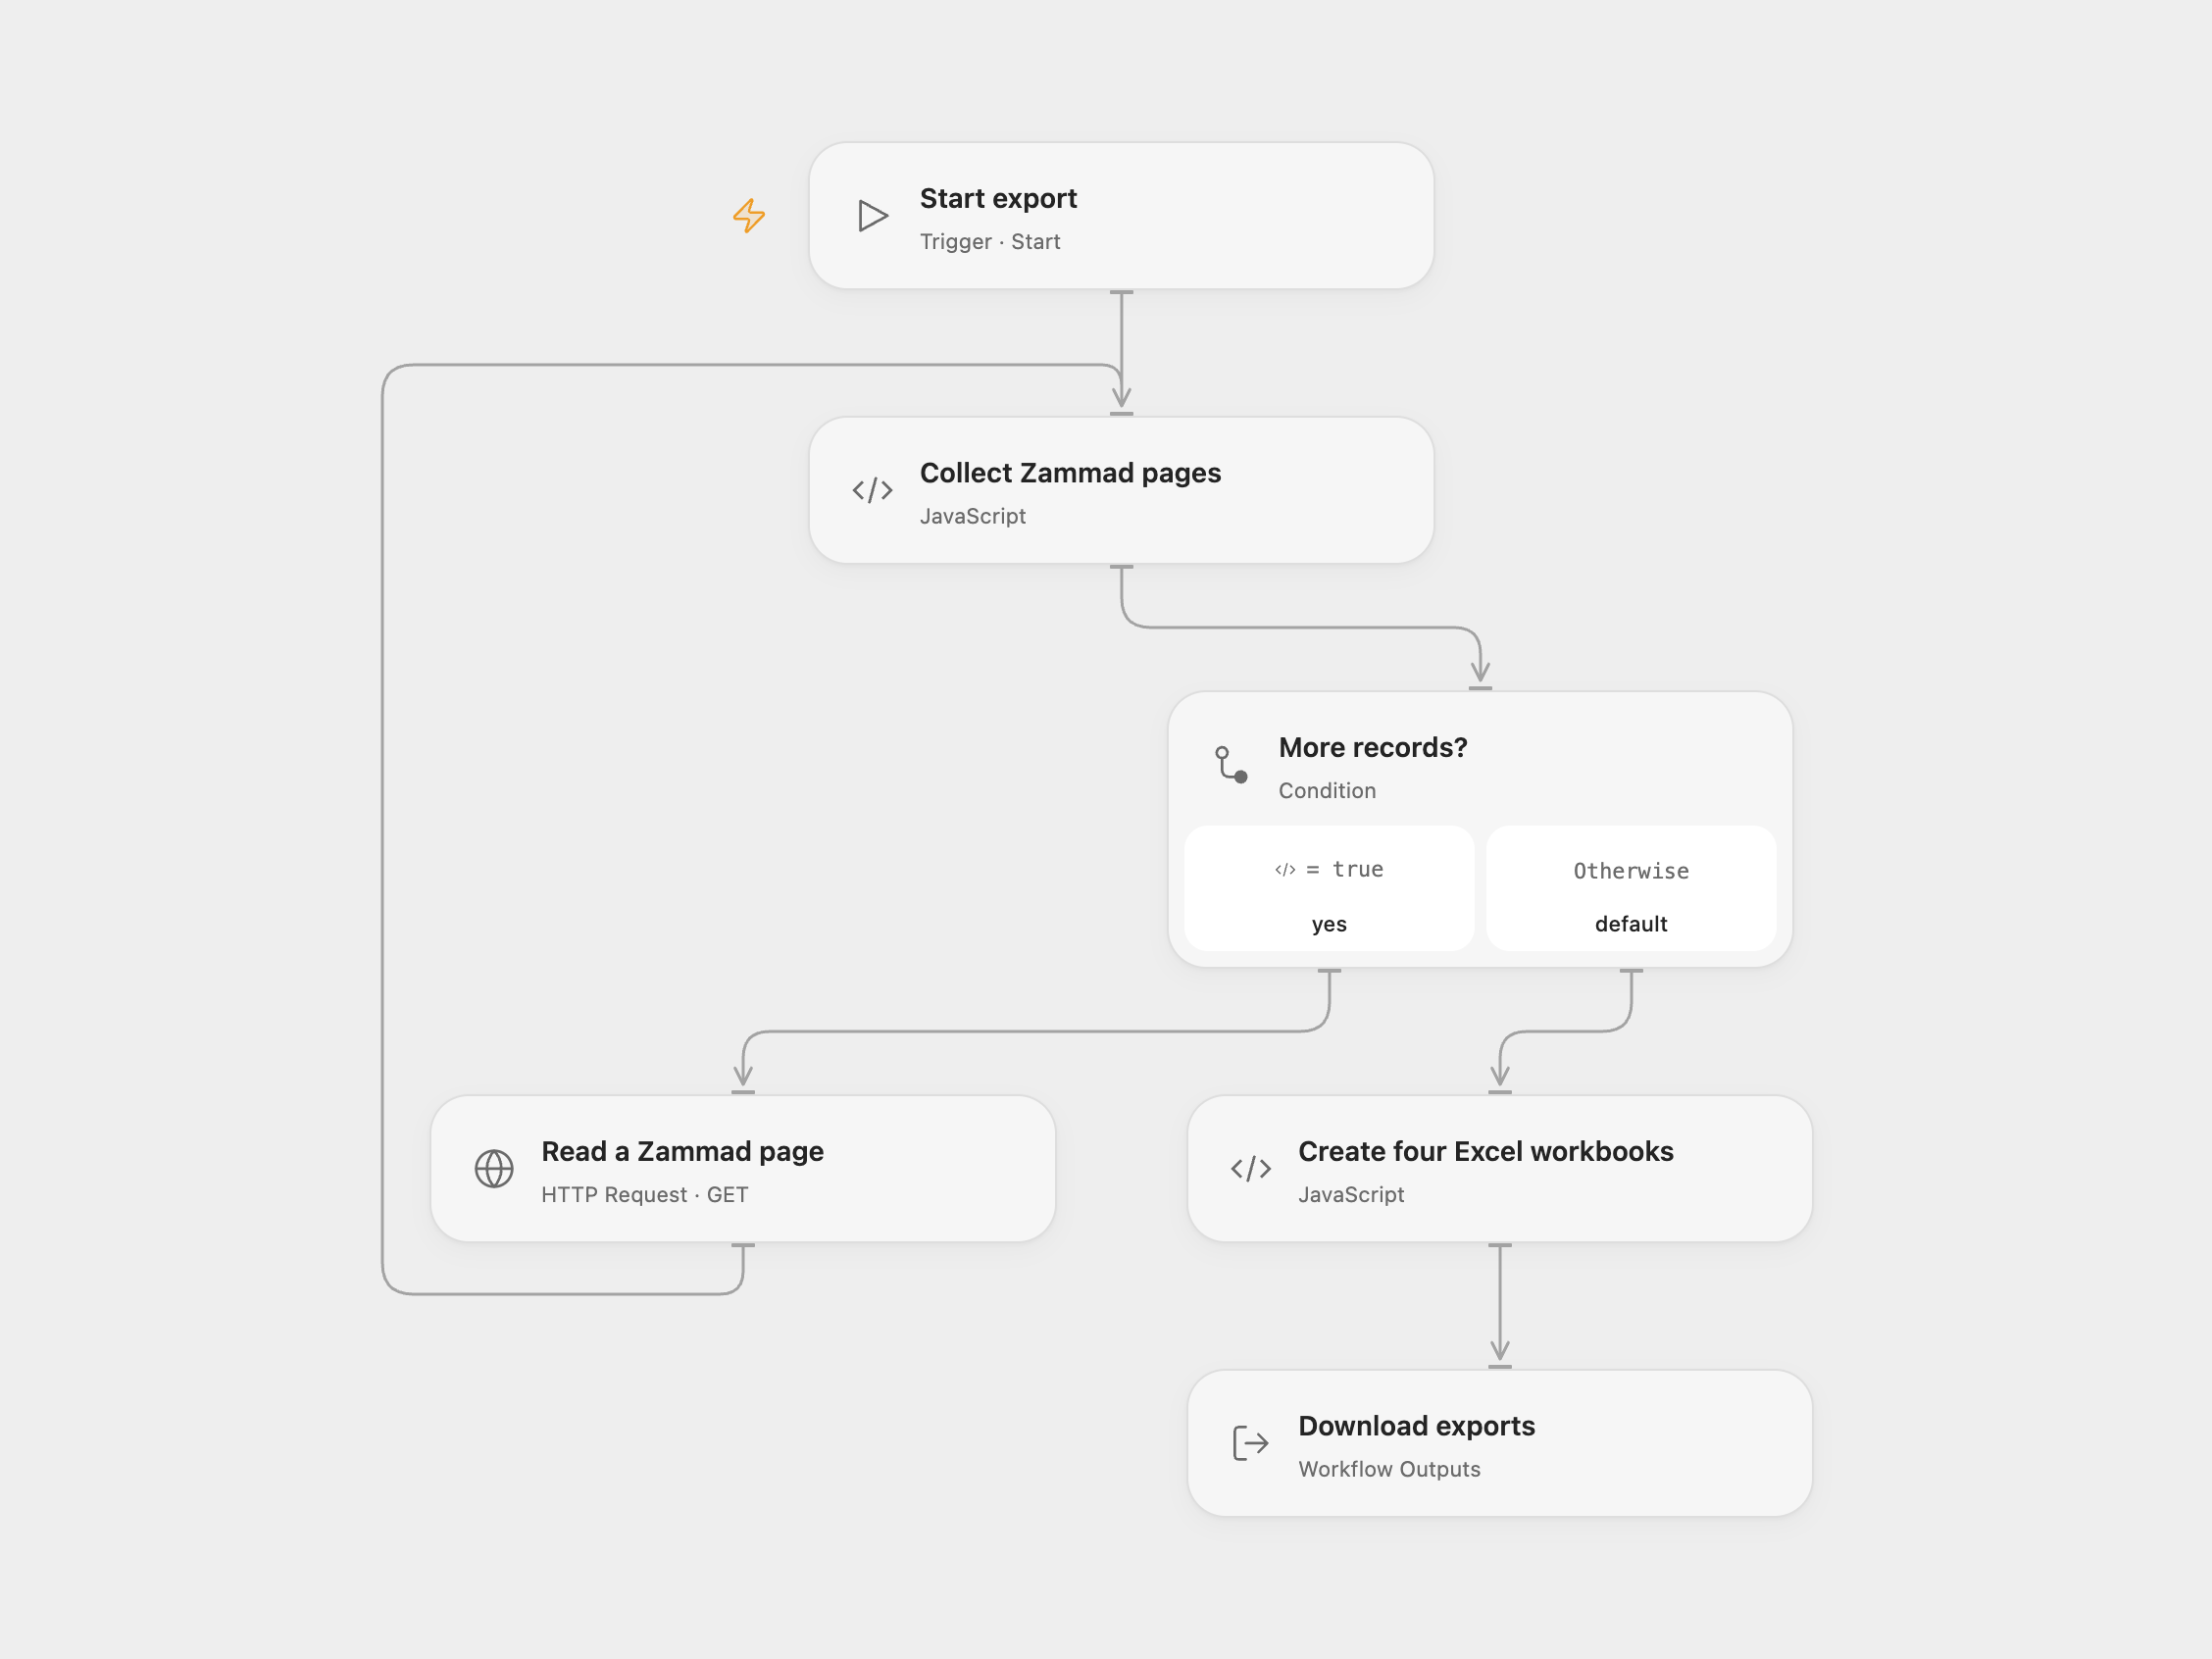 Start export
Trigger · Start
Collect Zammad pages
JavaScript
More records?
Condition
</> = true
Otherwise
yes
default
Read a Zammad page
HTTP Request · GET
Create four Excel workbooks
JavaScript
Download exports
Workflow Outputs